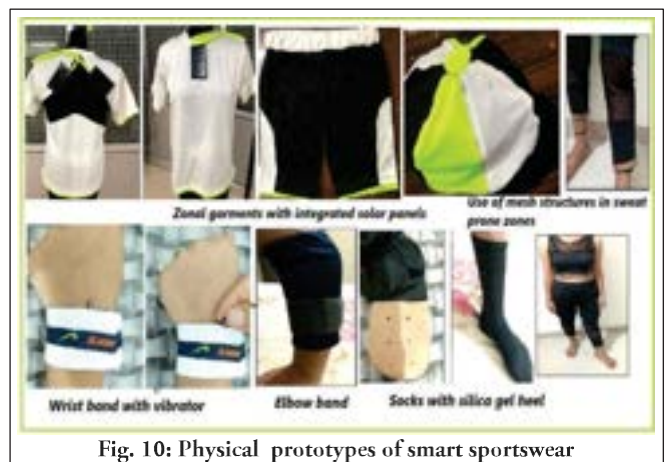 Zonal garments with integrated solar panels
Use of mesh structures in sweat
prone zones
Wrist band with vibrator
Elbow band
Socks with silica gel heel
Fig. 10: Physical prototypes of smart sportswear